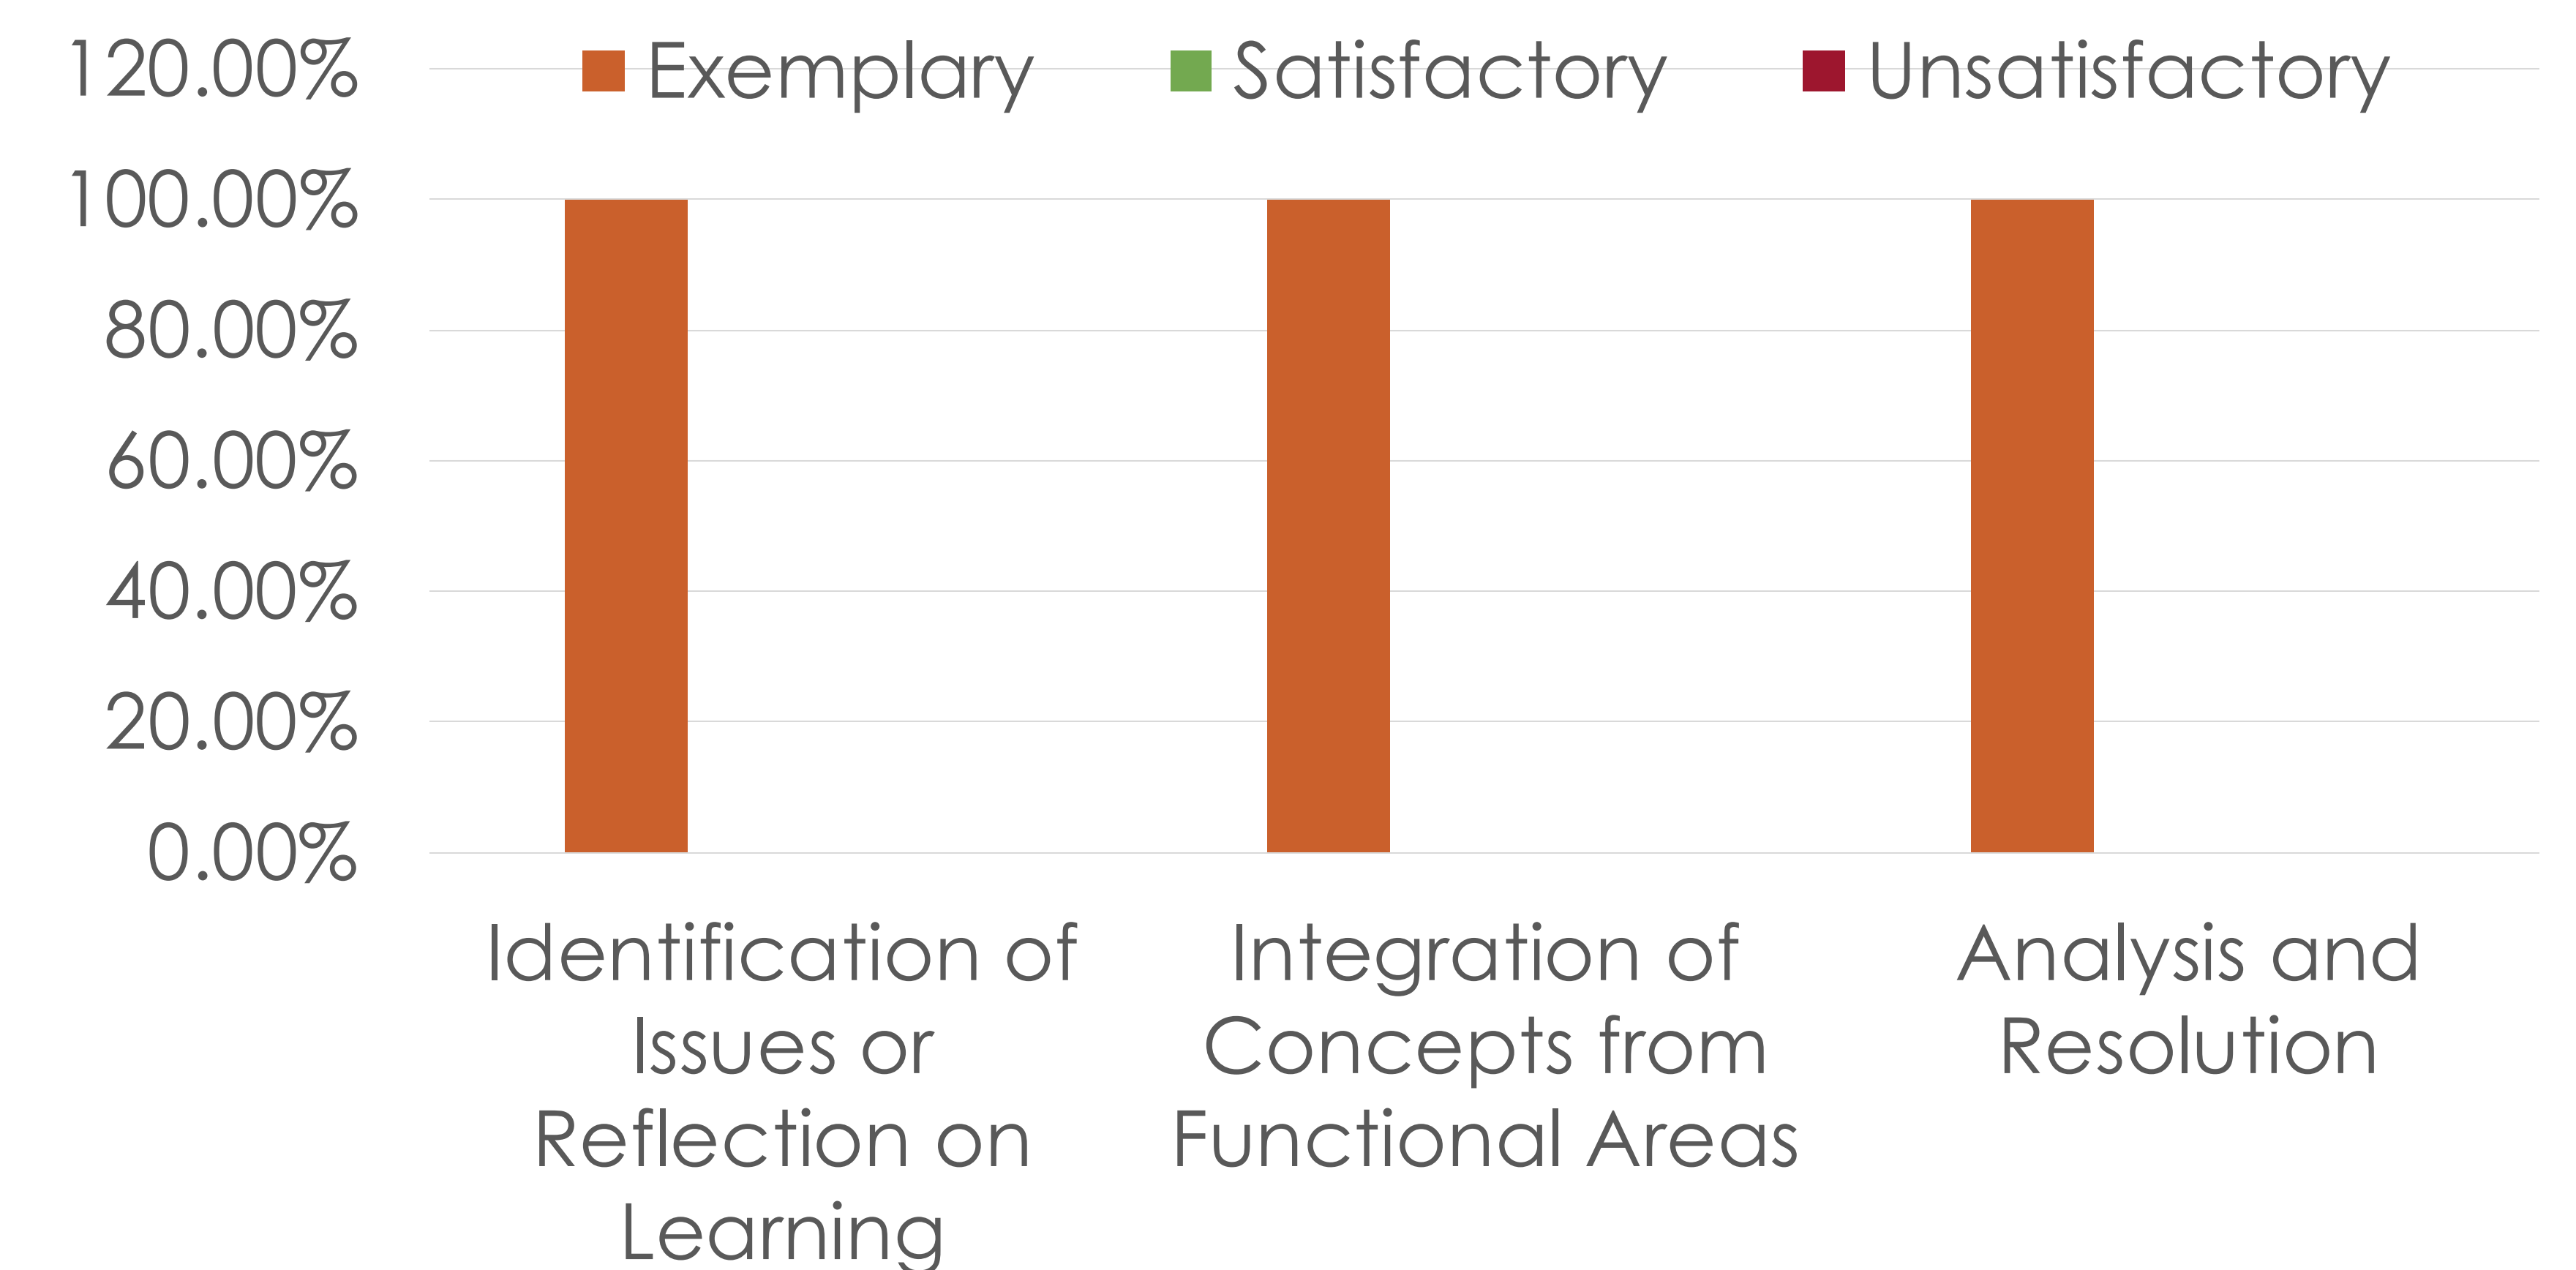 120.00%
Exemplary Satisfactory Unsatisfactory
100.00%
80.00%
60.00%
40.00%
20.00%
0.00%
Identification of
Issues or
Reflection on
Learning
Integration of
Concepts from
Functional Areas
Analysis and
Resolution